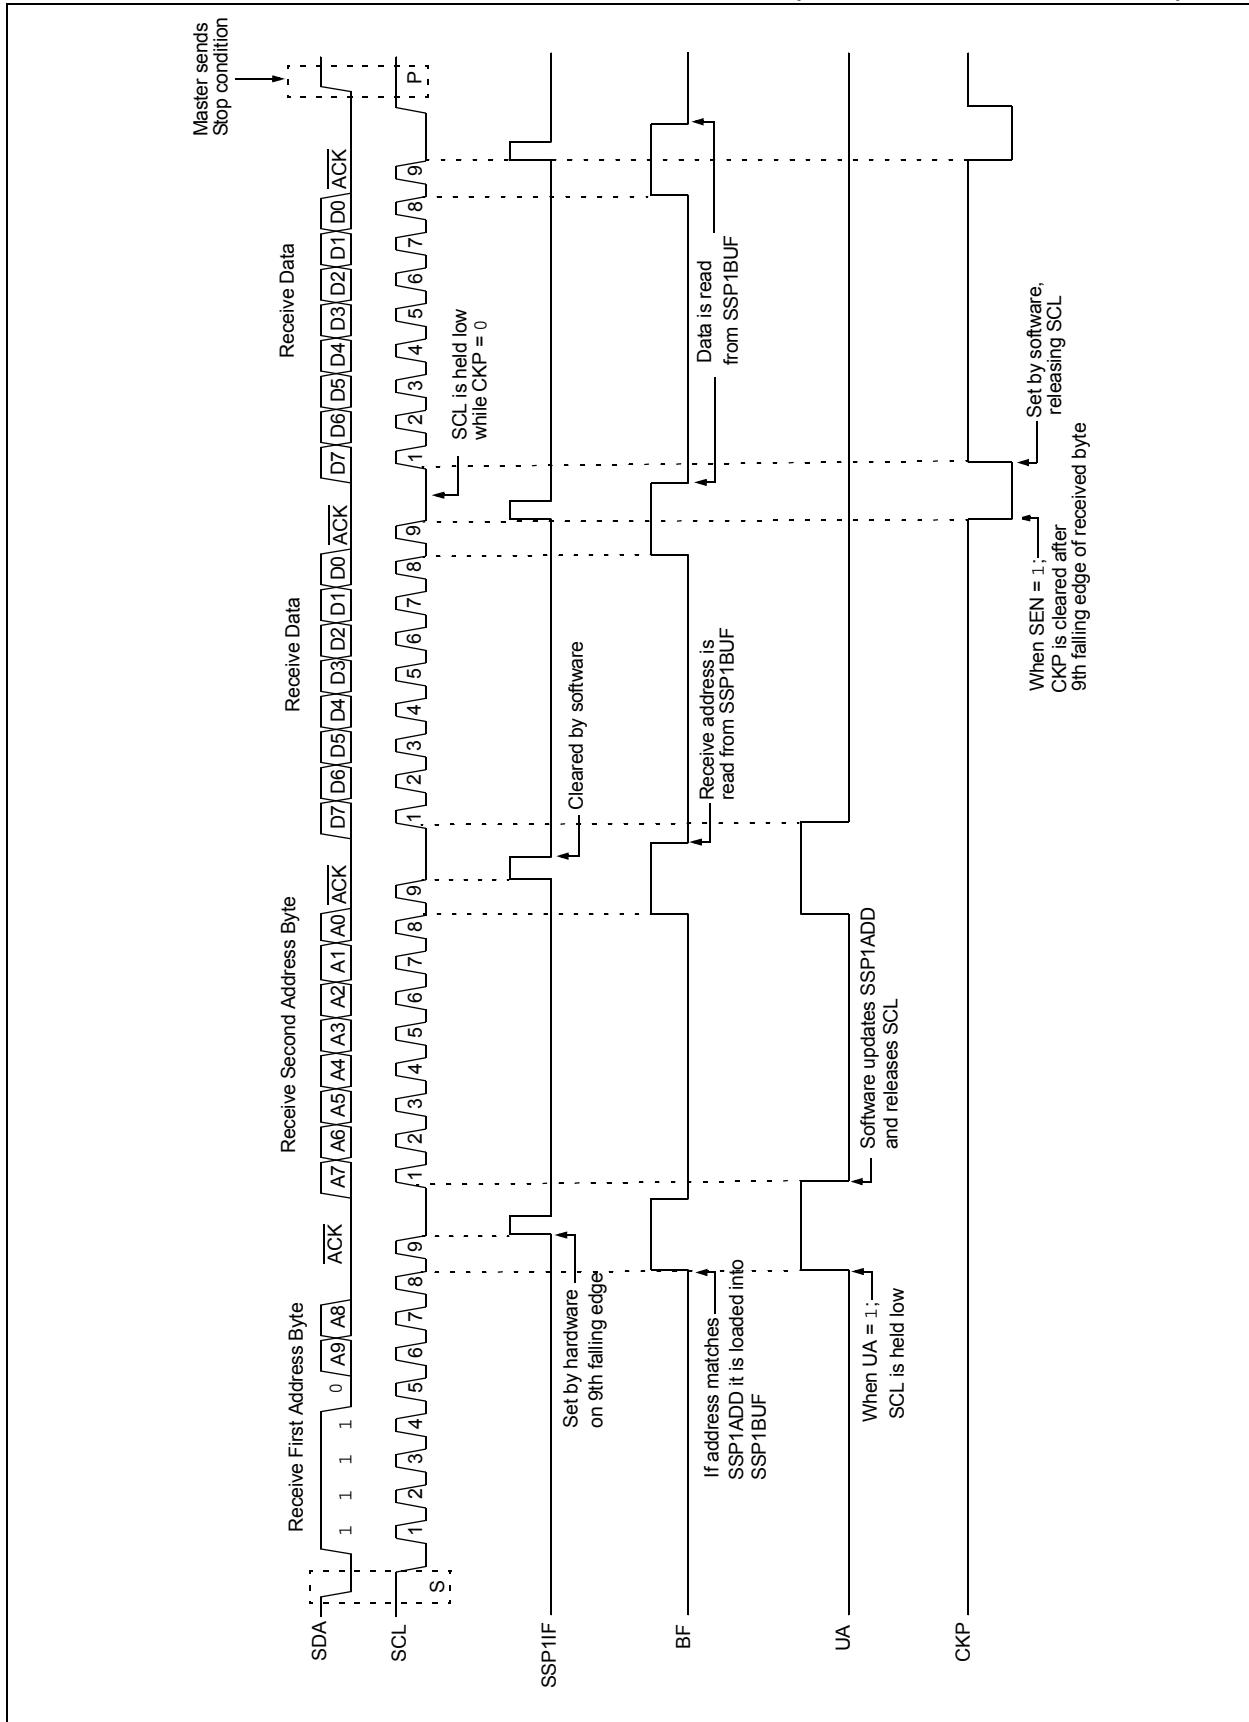 Master sends
Stop condition
Receive First Address Byte
Receive Second Address Byte
Receive Data
Receive Data
SDA
1 1 1 1 0 A9 A8 ACK
A7 A6 A5 A4 A3 A2 A1 A0 ACK
D7 D6 D5 D4 D3 D2 D1 D0 ACK
D7 D6 D5 D4 D3 D2 D1 D0 ACK
SCL
S
1 2 3 4 5 6 7 8 9
1 2 3 4 5 6 7 8 9
1 2 3 4 5 6 7 8 9
1 2 3 4 5 6 7 8 9
P
SCL is held low
while CKP = 0
SSP1IF
Set by hardware
on 9th falling edge
Cleared by software
BF
If address matches
SSP1ADD it is loaded into
SSP1BUF
Receive address is
read from SSP1BUF
Data is read
from SSP1BUF
UA
When UA = 1;
SCL is held low
Software updates SSP1ADD
and releases SCL
CKP
When SEN = 1;
CKP is cleared after
9th falling edge of received byte
Set by software,
releasing SCL